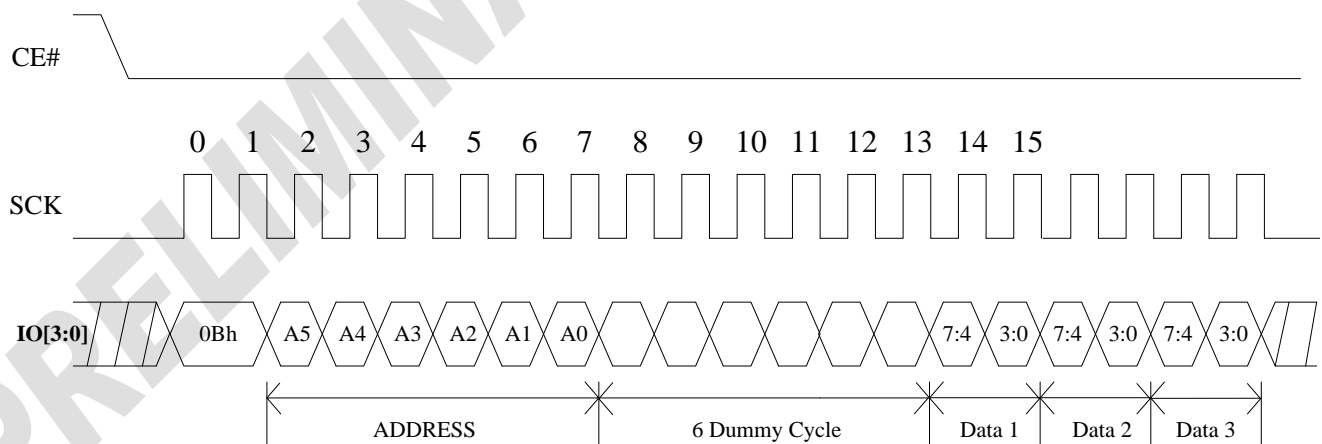 CE#
0 1 2 3 4 5 6 7 8 9 10 11 12 13 14 15
SCK
IO[3:0] 0Bh A5 A4 A3 A2 A1 A0 7:4 3:0 7:4 3:0 7:4 3:0
ADDRESS 6 Dummy Cycle Data 1 Data 2 Data 3